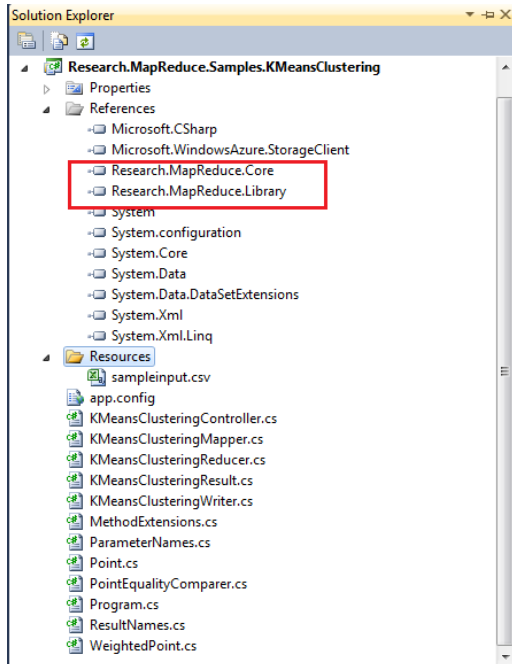 Solution Explorer
Research.MapReduce.Samples.KMeansClustering
Properties
References
Microsoft.CSharp
Microsoft.WindowsAzure.StorageClient
Research.MapReduce.Core
Research.MapReduce.Library
System
System.configuration
System.Core
System.Data
System.Data.DataSetExtensions
System.Xml
System.Xml.Linq
Resources
sampleinput.csv
app.config
KMeansClusteringController.cs
KMeansClusteringMapper.cs
KMeansClusteringReducer.cs
KMeansClusteringResult.cs
KMeansClusteringWriter.cs
MethodExtensions.cs
ParameterNames.cs
Point.cs
PointEqualityComparer.cs
Program.cs
ResultNames.cs
WeightedPoint.cs